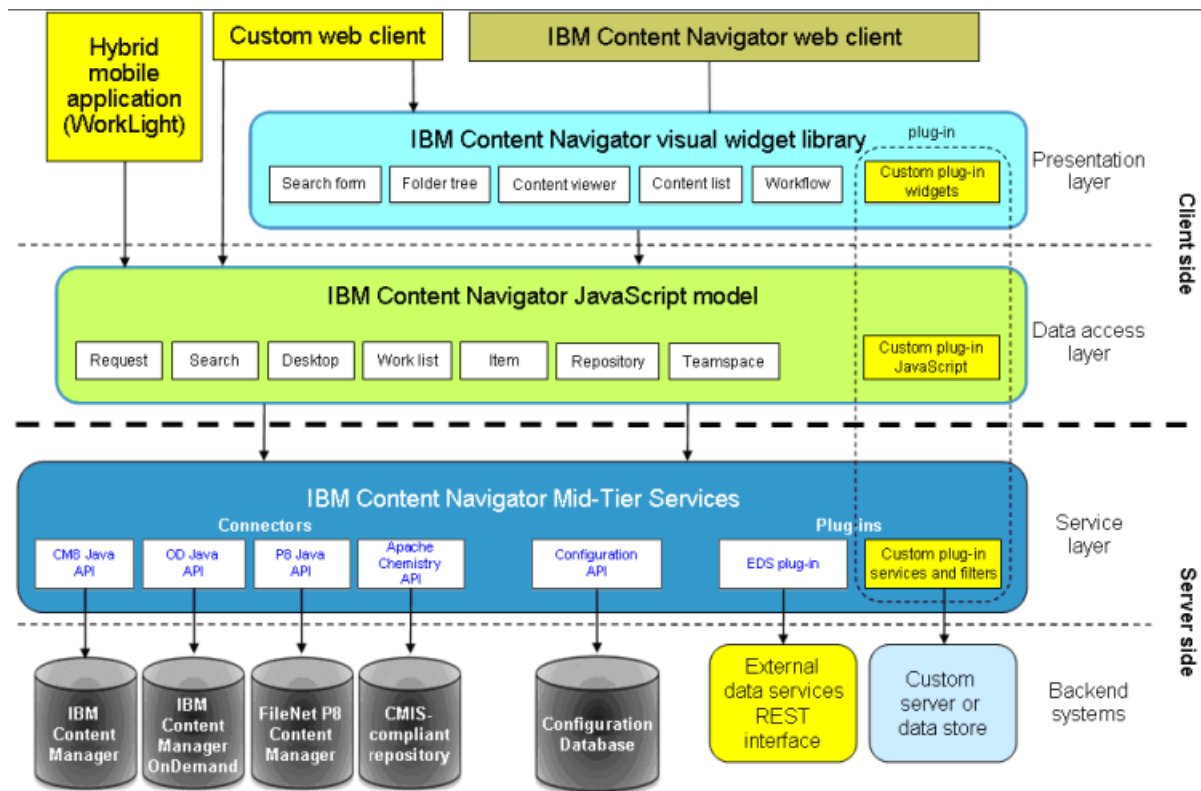 Hybrid
mobile
application
(WorkLight)
Custom web client
IBM Content Navigator web client
IBM Content Navigator visual widget library
plug-in
Search form
Folder tree
Content viewer
Content list
Workflow
Custom plug-in
widgets
Presentation
layer
Client side
IBM Content Navigator JavaScript model
Request
Search
Desktop
Work list
Item
Repository
Teamspace
Custom plug-in
JavaScript
Data access
layer
IBM Content Navigator Mid-Tier Services
Connectors
Plug-ins
CM8 Java
API
OD Java
API
P8 Java
API
Apache
Chemistry
API
Configuration
API
EDS plug-in
Custom plug-in
services and filters
Service
layer
Server side
IBM
Content
Manager
IBM
Content
Manager
OnDemand
FileNet P8
Content
Manager
CMIS-
compliant
repository
Configuration
Database
External
data services
REST
interface
Custom
server or
data store
Backend
systems